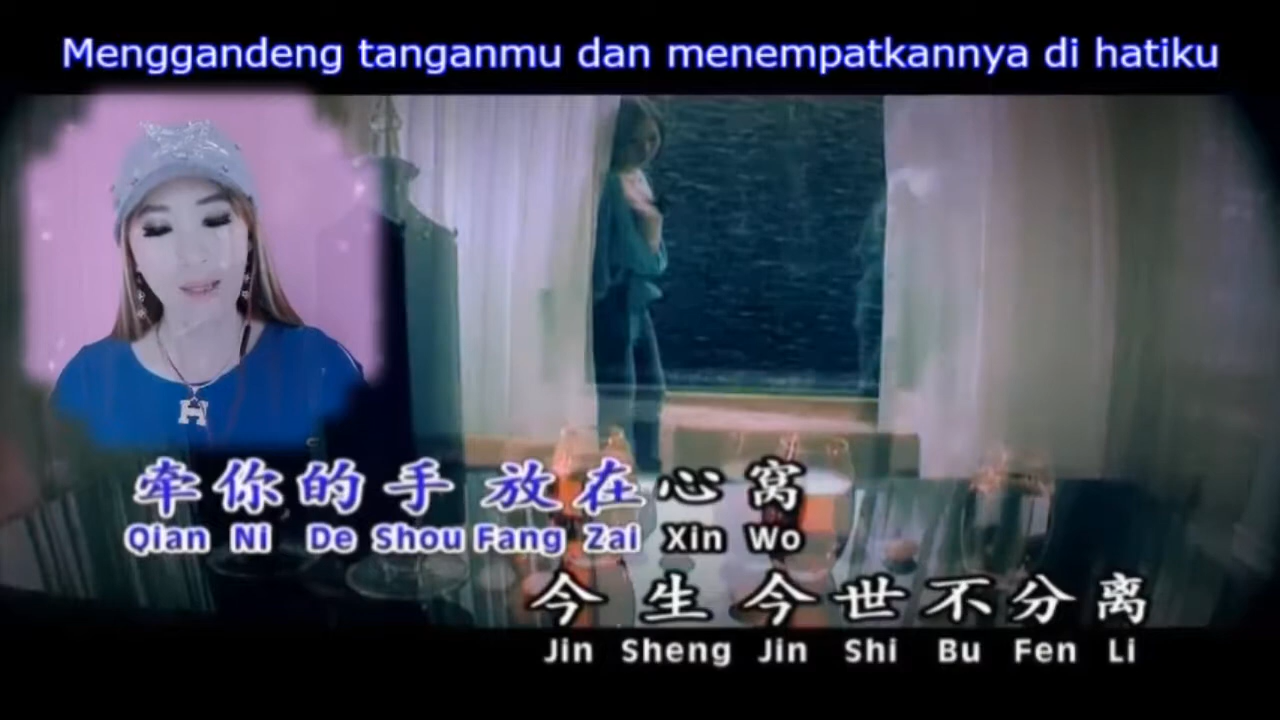 Menggandeng tanganmu dan menempatkannya di hatiku
H
牵你的手 放在心窝
Qian Ni De Shou Fang Zai Xin Wo
今生今世不分离
Jin Sheng Jin Shi Bu Fen Li